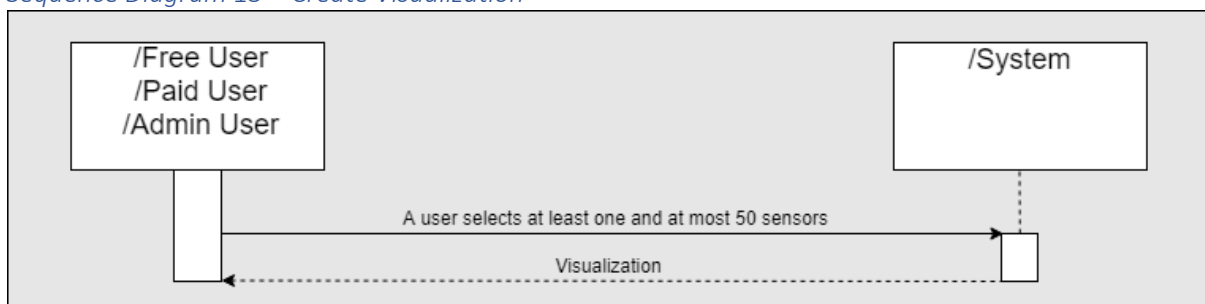 Sequence Diagram 18 – Create Visualization
/Free User
/Paid User
/Admin User
/System
A user selects at least one and at most 50 sensors
Visualization